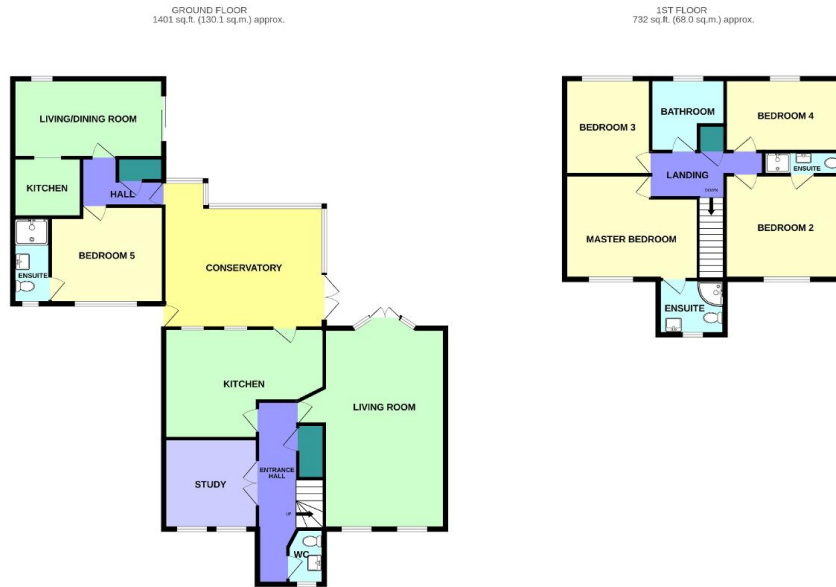 GROUND FLOOR
1401 sq.ft. (130.1 sq.m.) approx.
LIVING/DINING ROOM
KITCHEN
HALL
BEDROOM 5
ENSUITE
CONSERVATORY
KITCHEN
LIVING ROOM
STUDY
ENTRANCE
HALL
UP
WC
1ST FLOOR
732 sq.ft. (68.0 sq.m.) approx.
BEDROOM 3
BATHROOM
BEDROOM 4
ENSUITE
LANDING
DOWN
MASTER BEDROOM
BEDROOM 2
ENSUITE